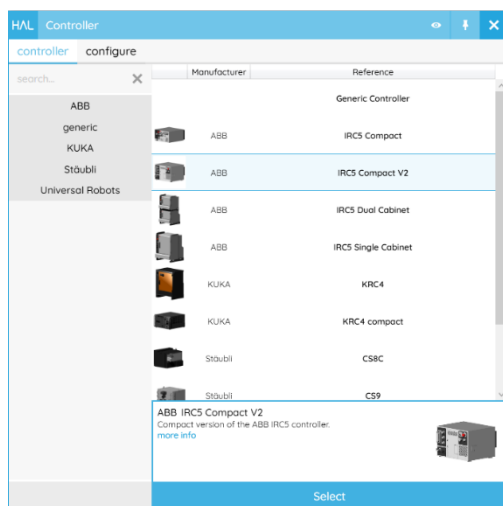 HAL Controller
controller configure
search...
ABB
generic
KUKA
Stäubli
Universal Robots
Manufacturer Reference
Generic Controller
ABB IRC5 Compact
ABB IRC5 Compact V2
ABB IRC5 Dual Cabinet
ABB IRC5 Single Cabinet
KUKA KRC4
KUKA KRC4 compact
Stäubli CS8C
Stäubli CS9
ABB IRC5 Compact V2
Compact version of the ABB IRC5 controller.
more info
Select